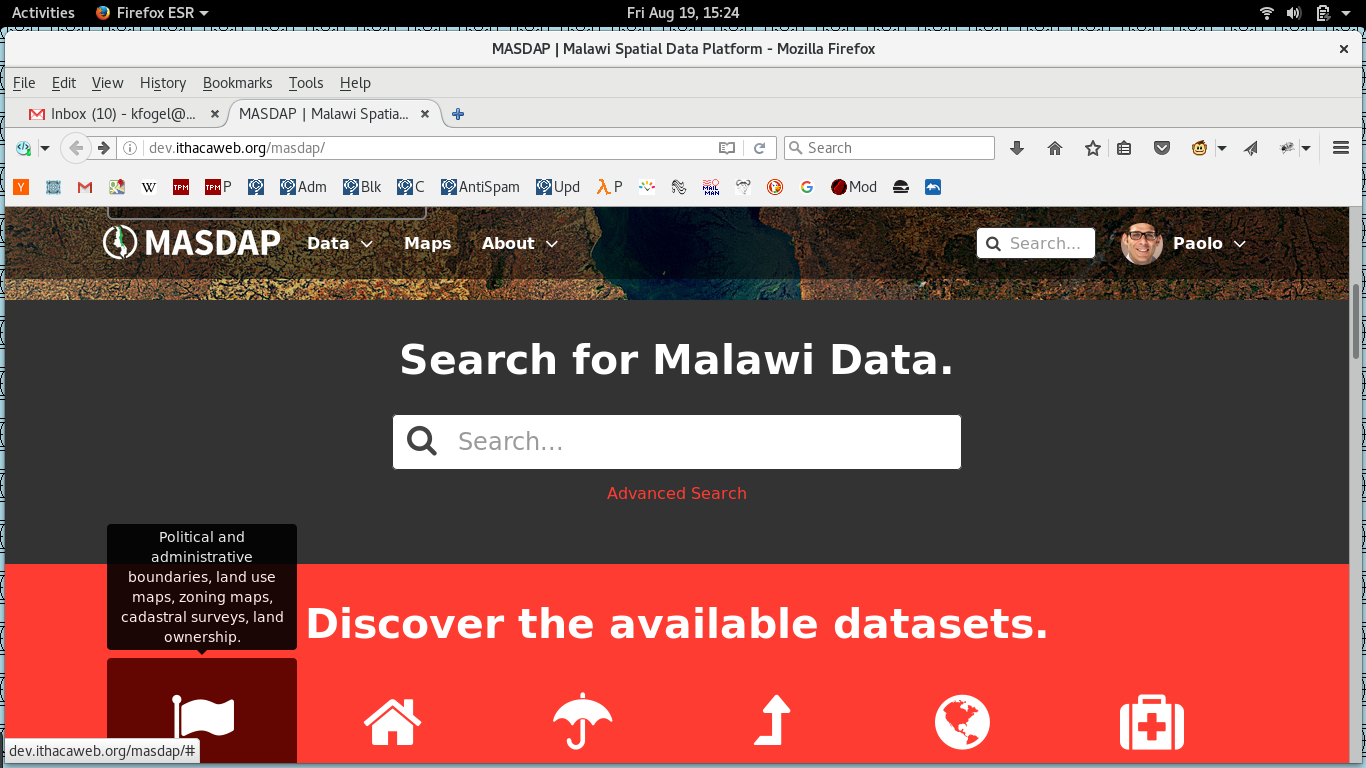 Activities Firefox ESR Fri Aug 19, 15:24
MASDAP | Malawi Spatial Data Platform - Mozilla Firefox
File Edit View History Bookmarks Tools Help
Inbox (10) - kfogel@... MASDAP | Malawi Spatia...
dev.ithacaweb.org/masdap/ Search
Y M W TPM TPM P Adm Blk C AntiSpam Upd λ P MAIL MAN G Mod
MASDAP Data Maps About Search... Paolo
Search for Malawi Data.
Search...
Advanced Search
Political and
administrative
boundaries, land use
maps, zoning maps,
cadastral surveys, land
ownership.
Discover the available datasets.
dev.ithacaweb.org/masdap/#